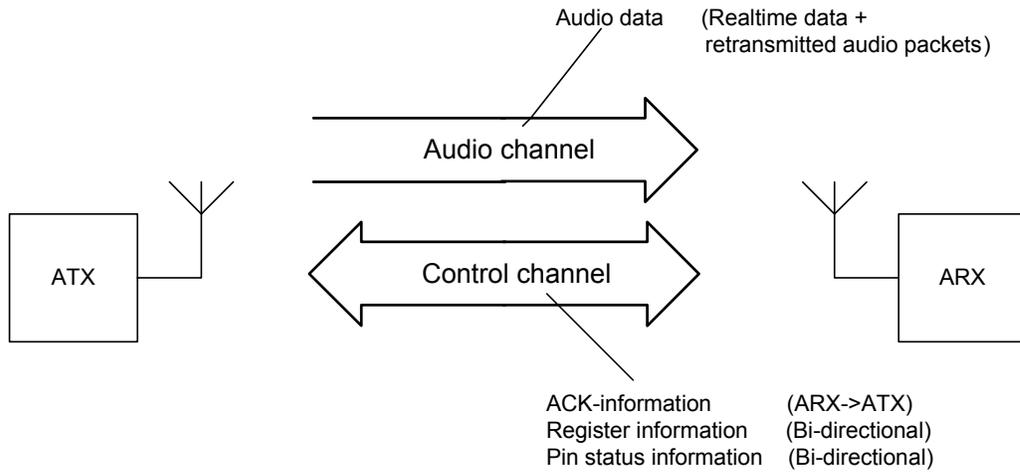 Audio data (Realtime data +
retransmitted audio packets)
Audio channel
ATX
Control channel
ARX
ACK-information (ARX->ATX)
Register information (Bi-directional)
Pin status information (Bi-directional)